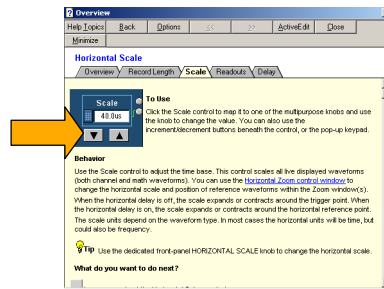 Overview
Help Topics Back Options << >> ActiveEdit Close
Minimize
Horizontal Scale
Overview Record Length Scale Readouts Delay
Scale
40.0us
To Use
Click the Scale control to map it to one of the multipurpose knobs and use
the knob to change the value. You can also use the
increment/decrement buttons beneath the control, or the pop-up keypad.
Behavior
Use the Scale control to adjust the time base. This control scales all live displayed waveforms
(both channel and math waveforms). You can use the Horizontal Zoom control window to
change the horizontal scale and position of reference waveforms within the Zoom window(s).
When the horizontal delay is off, the scale expands or contracts around the trigger point. When
the horizontal delay is on, the scale expands or contracts around the horizontal reference point.
The scale units depend on the waveform type. In most cases the horizontal units will be time, but
could also be frequency.
Tip Use the dedicated front-panel HORIZONTAL SCALE knob to change the horizontal scale.
What do you want to do next?